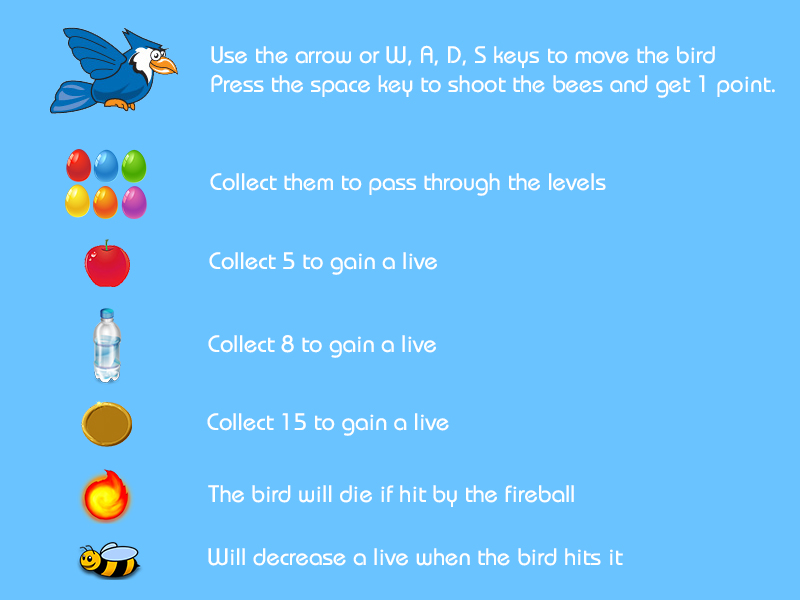 Use the arrow or W, A, D, S keys to move the bird
Press the space key to shoot the bees and get 1 point.
Collect them to pass through the levels
Collect 5 to gain a live
Collect 8 to gain a live
Collect 15 to gain a live
The bird will die if hit by the fireball
Will decrease a live when the bird hits it